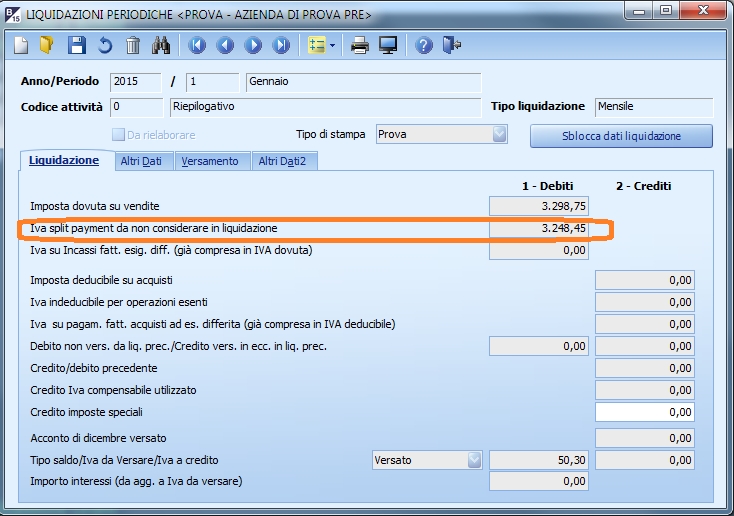 B 15 LIQUIDAZIONI PERIODICHE <PROVA - AZIENDA DI PROVA PRE>
Anno/Periodo 2015 / 1 Gennaio
Codice attività 0 Riepilogativo Tipo liquidazione Mensile
Da rielaborare Tipo di stampa Prova Sblocca dati liquidazione
Liquidazione Altri Dati Versamento Altri Dati2
1 - Debiti 2 - Crediti
Imposta dovuta su vendite 3.298,75
Iva split payment da non considerare in liquidazione 3.248,45
Iva su Incassi fatt. esig. diff. (già compresa in IVA dovuta) 0,00
Imposta deducibile su acquisti 0,00
Iva indeducibile per operazioni esenti 0,00
Iva su pagam. fatt. acquisti ad es. differita (già compresa in IVA deducibile) 0,00
Debito non vers. da liq. prec./Credito vers. in ecc. in liq. prec. 0,00 0,00
Credito/debito precedente 0,00
Credito Iva compensabile utilizzato 0,00
Credito imposte speciali 0,00
Acconto di dicembre versato 0,00
Tipo saldo/Iva da Versare/Iva a credito Versato 50,30 0,00
Importo interessi (da agg. a Iva da versare) 0,00